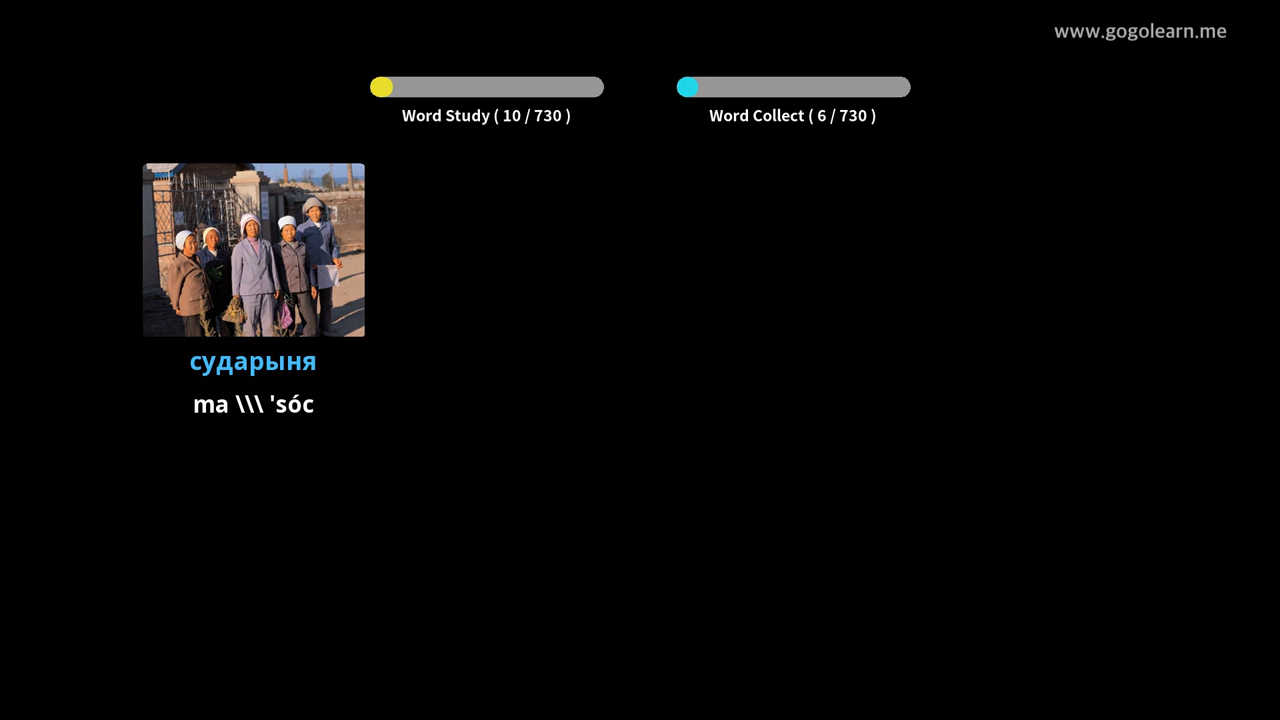 www.gogolearn.me
Word Study ( 10 / 730 )
Word Collect ( 6 / 730 )
сударыня
ma \\\ 'sóc